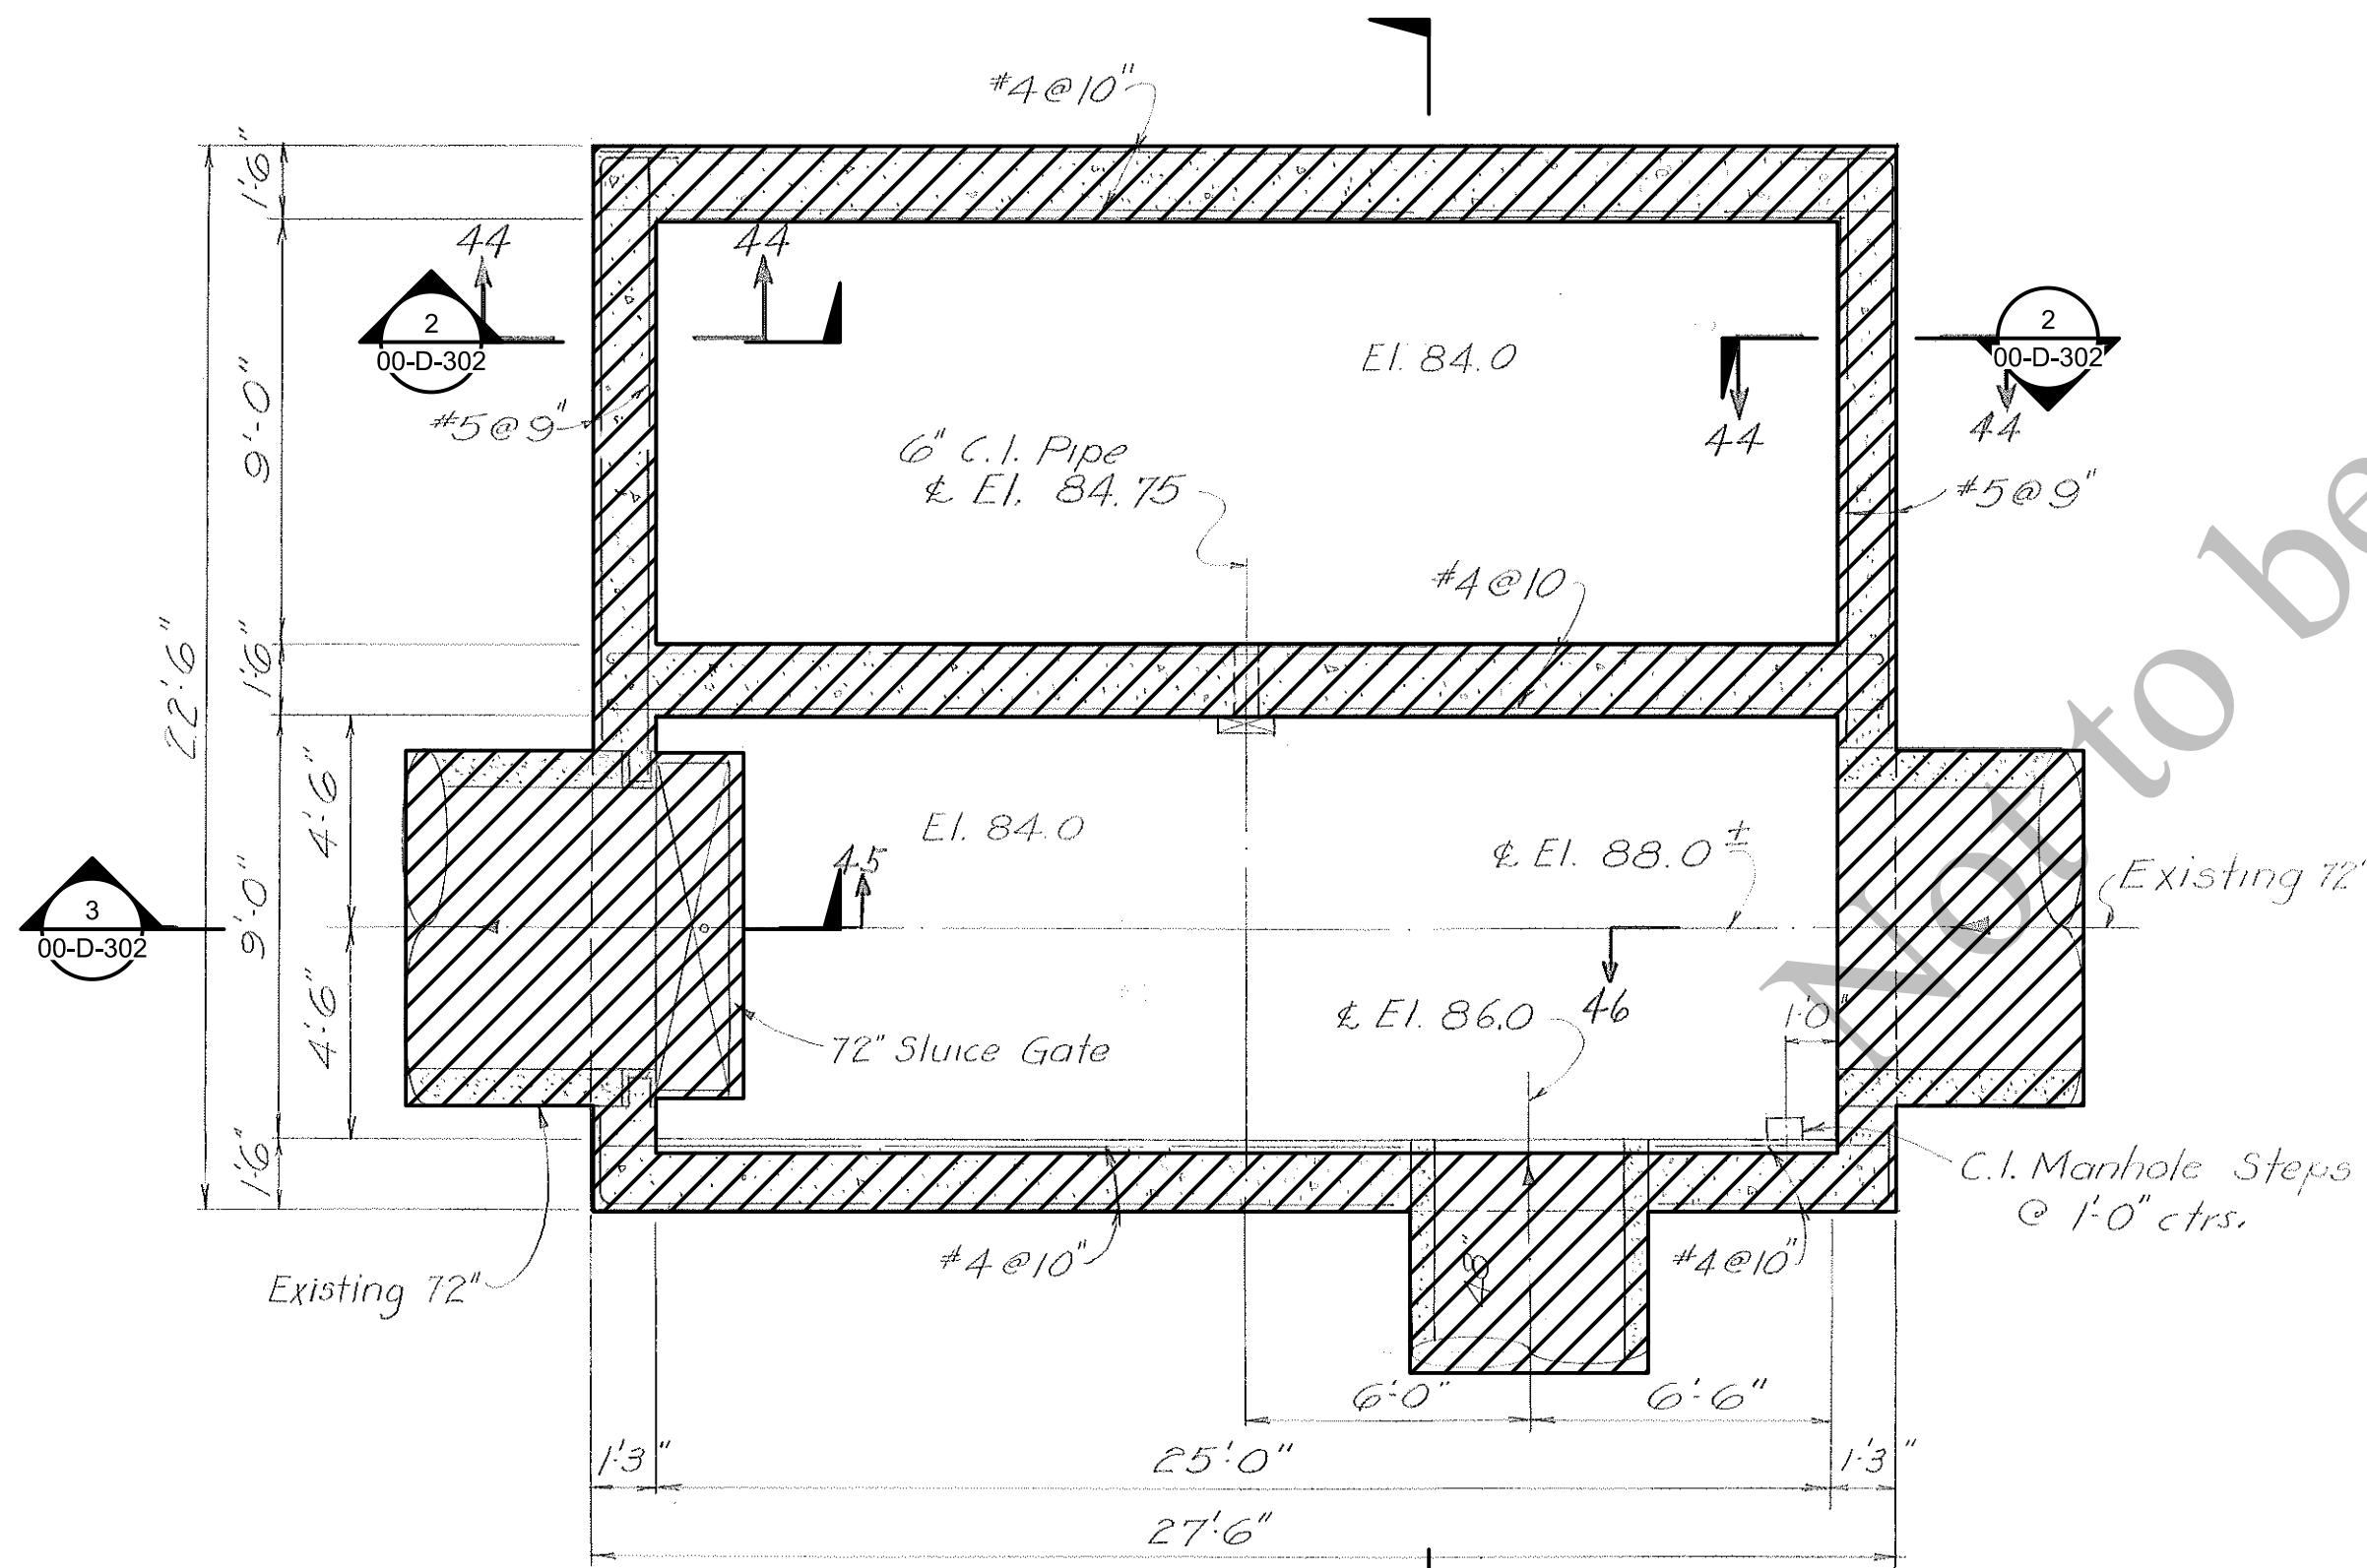 #4@10"
1'-6"
44
44
2
00-D-302
2
00-D-302
El. 84.0
9'-0"
#5@9"
44
44
6" C.I. Pipe
℄ El. 84.75
#5@9"
#4@10
22'-6"
1'-6"
4'-6"
El. 84.0
45
℄ El. 88.0 ±
Existing 72"
3
00-D-302
9'-0"
4'-6"
72" Sluice Gate
℄ El. 86.0
46
1'-0"
Not to be
1'-6"
C.I. Manhole Steps
@ 1'-0" ctrs.
#4@10"
#4@10"
Existing 72"
48"
6'-0"
6'-6"
1'-3"
25'-0"
1'-3"
27'-6"